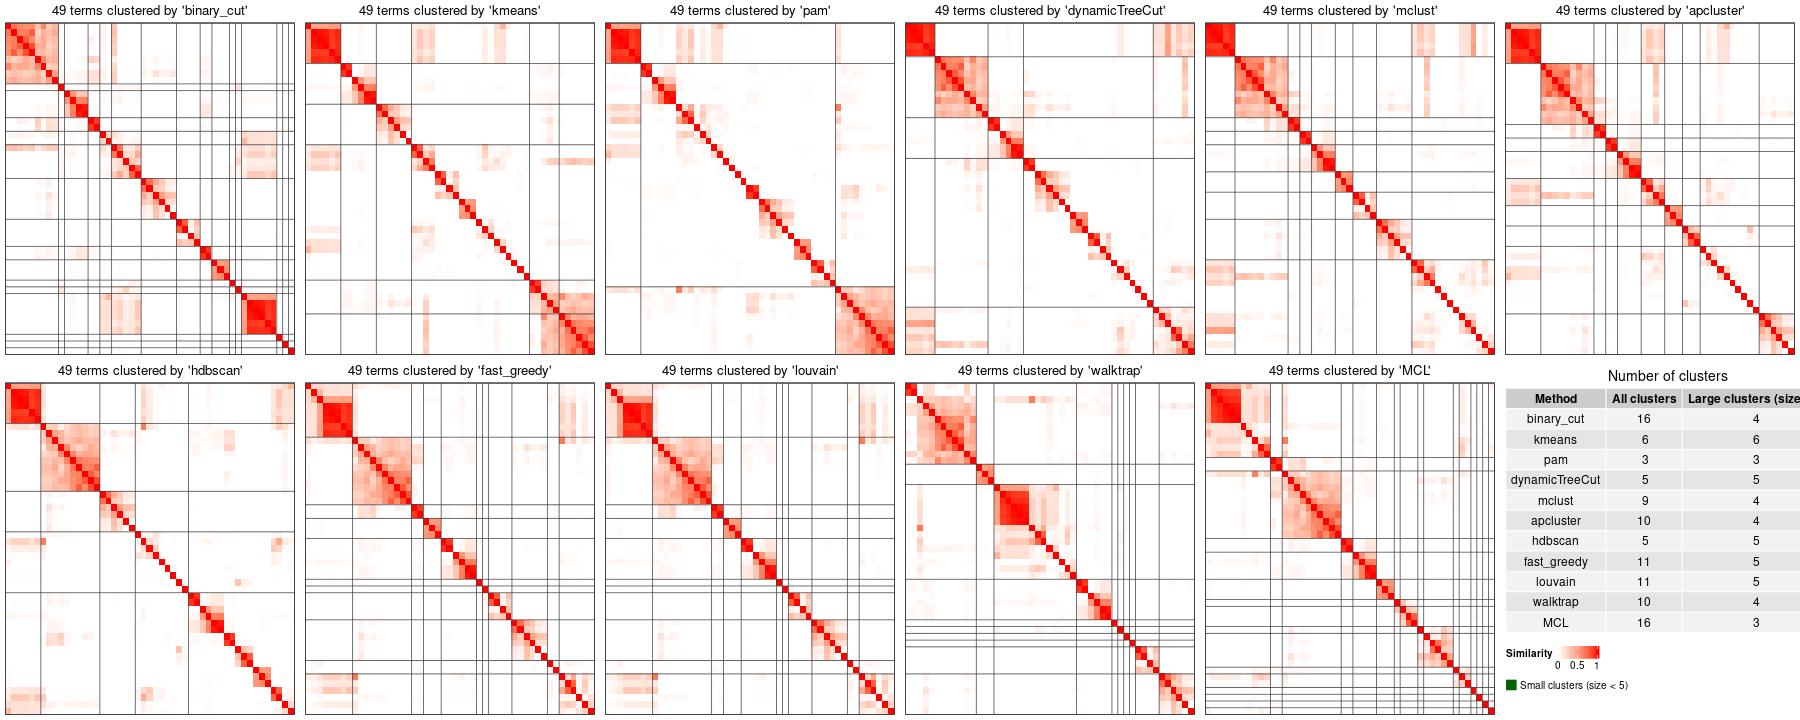 49 terms clustered by 'binary_cut'
49 terms clustered by 'kmeans'
49 terms clustered by 'pam'
49 terms clustered by 'dynamicTreeCut'
49 terms clustered by 'mclust'
49 terms clustered by 'apcluster'
49 terms clustered by 'hdbscan'
49 terms clustered by 'fast_greedy'
49 terms clustered by 'louvain'
49 terms clustered by 'walktrap'
49 terms clustered by 'MCL'
Number of clusters
Method All clusters Large clusters (size
binary_cut 16 4
kmeans 6 6
pam 3 3
dynamicTreeCut 5 5
mclust 9 4
apcluster 10 4
hdbscan 5 5
fast_greedy 11 5
louvain 11 5
walktrap 10 4
MCL 16 3
Similarity
0 0.5 1
Small clusters (size < 5)